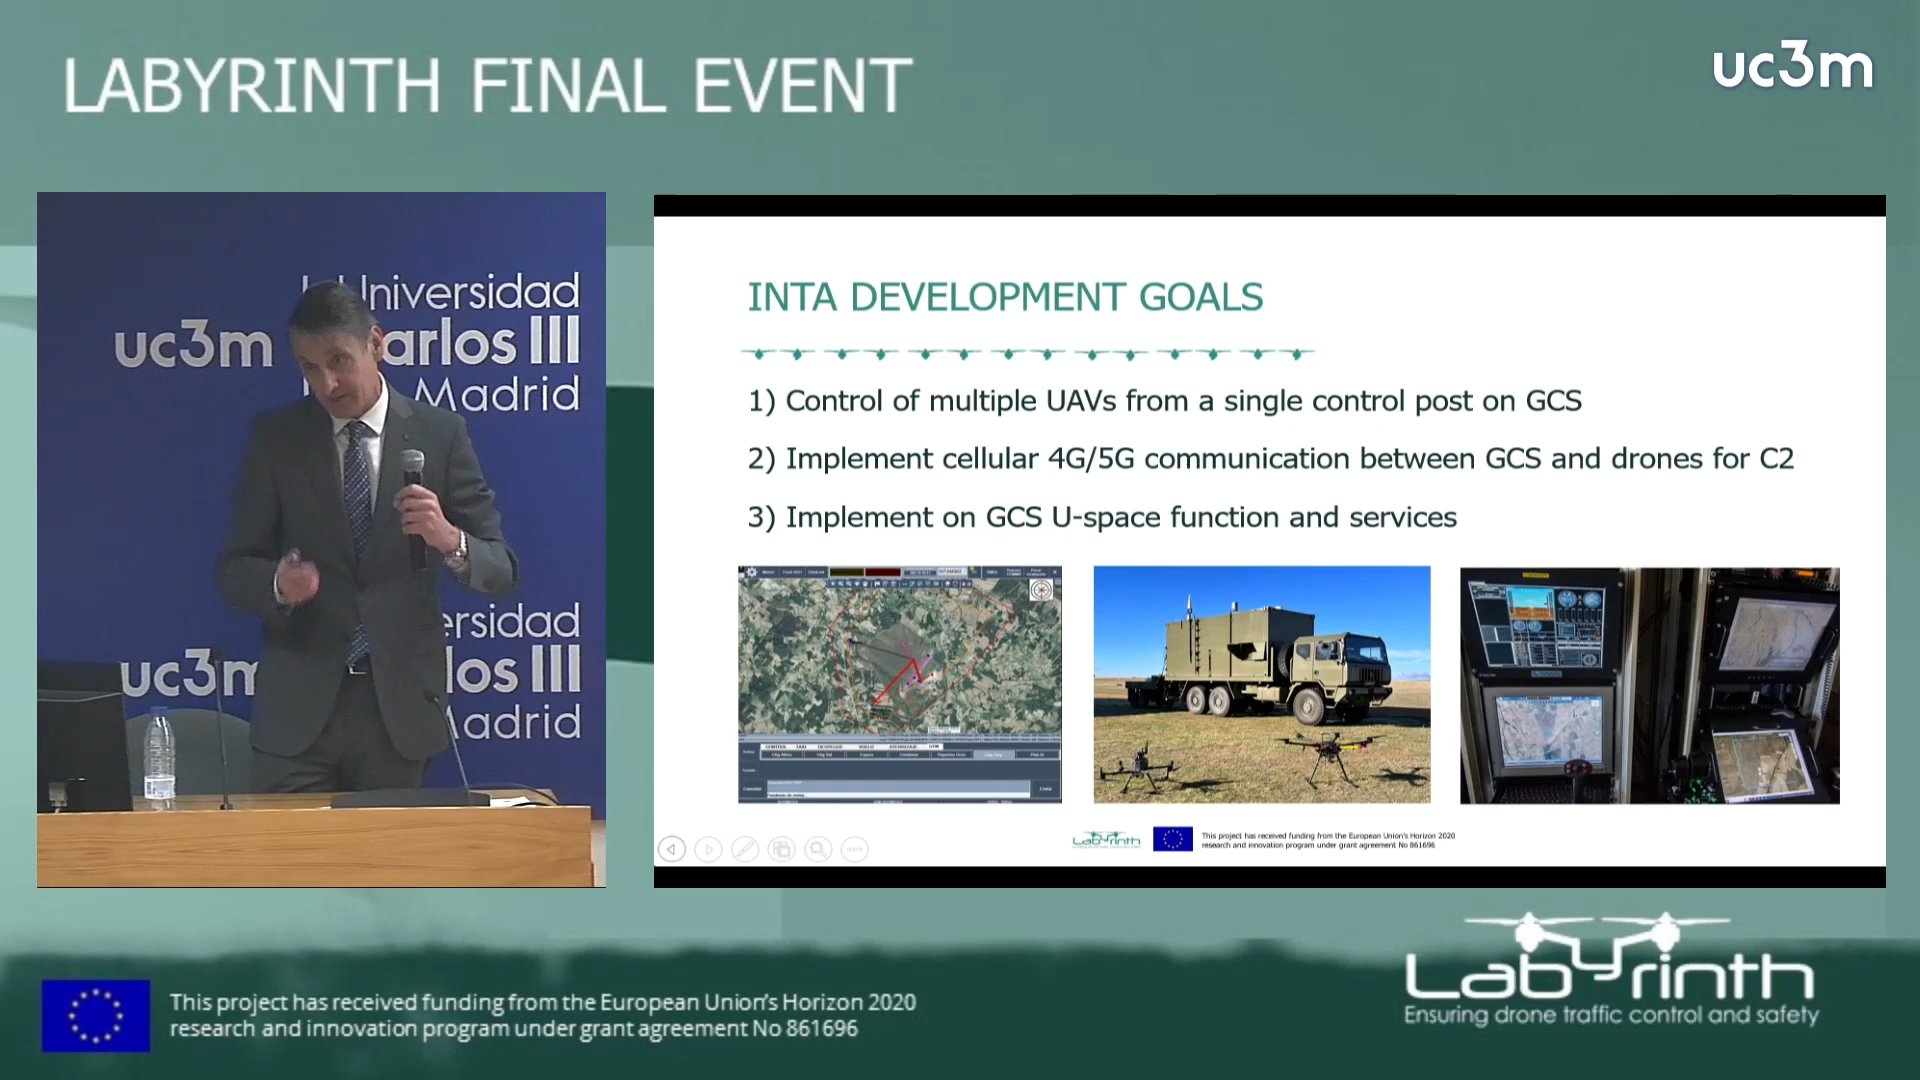 LABYRINTH FINAL EVENT
uc3m
Universidad
uc3m
arlos III
Madrid
ersidad
uc3m
los III
Madrid
INTA DEVELOPMENT GOALS
1) Control of multiple UAVs from a single control post on GCS
2) Implement cellular 4G/5G communication between GCS and drones for C2
3) Implement on GCS U-space function and services
Labyrinth
This project has received funding from the European Union's Horizon 2020
research and innovation program under grant agreement No 861696
This project has received funding from the European Union's Horizon 2020
research and innovation program under grant agreement No 861696
Labyrinth
Ensuring drone traffic control and safety